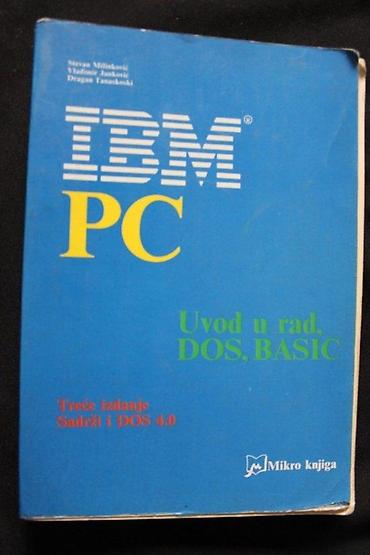 Stevan Milinković
Vladimir Janković
Dragan Tanaskoski
IBM®
PC
Uvod u rad,
DOS, BASIC
Treće izdanje
Sadrži i DOS 4.0
Mikro knjiga